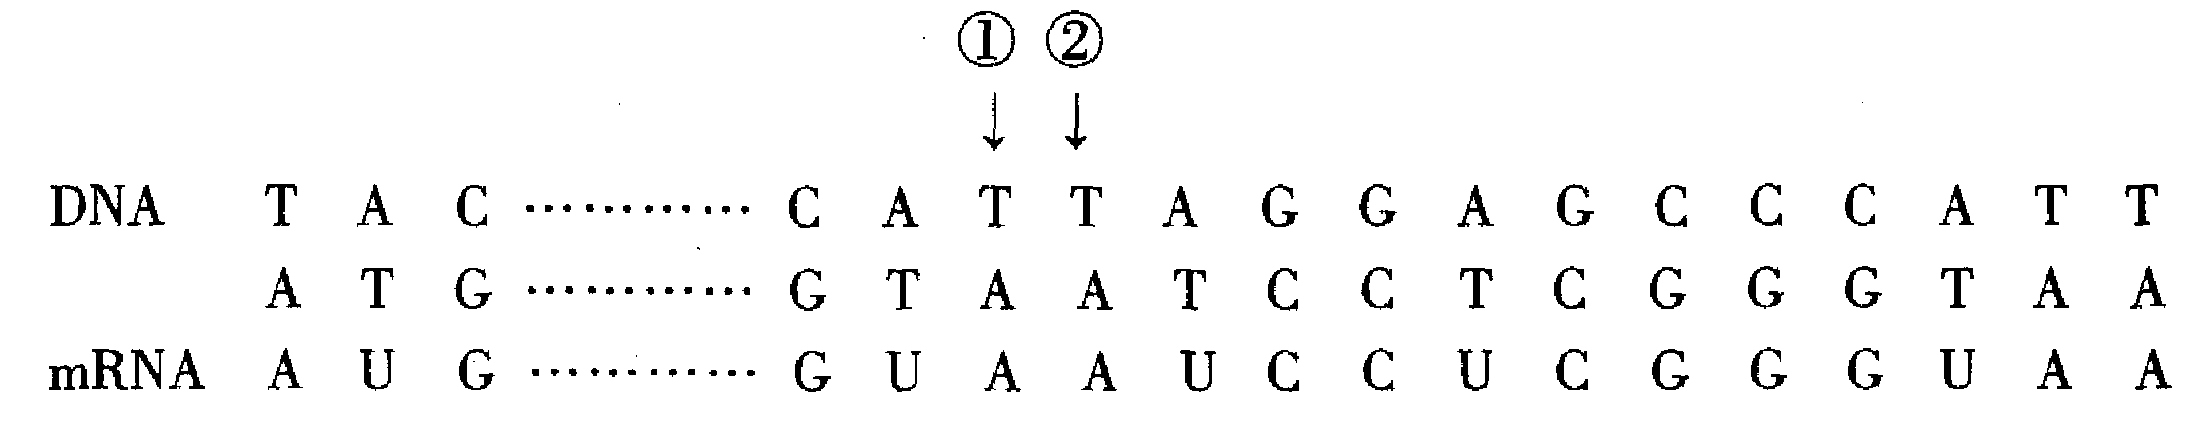 ① ②
↓ ↓
DNA T A C ............ C A T T A G G A G C C C A T T
A T G ............ G T A A T C C T C G G G T A A
mRNA A U G ............ G U A A U C C U C G G G U A A